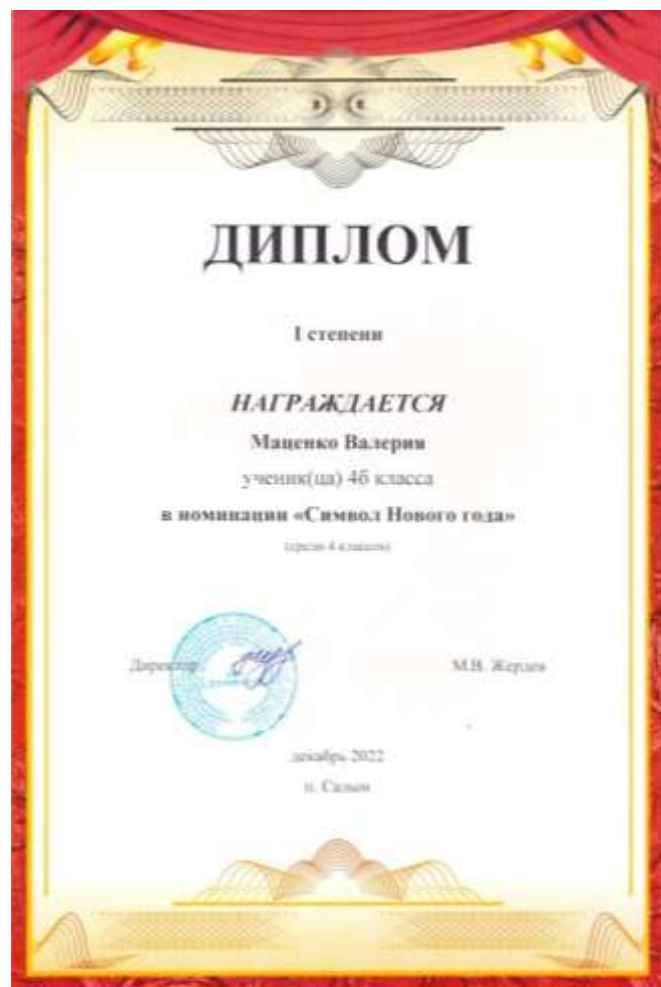 ДИПЛОМ
I степени
НАГРАЖДАЕТСЯ
Маценко Валерия
ученик(ца) 4б класса
в номинации «Символ Нового года»
(среди 4 классов)
Директор
М.В. Жердев
декабрь 2022
п. Салым